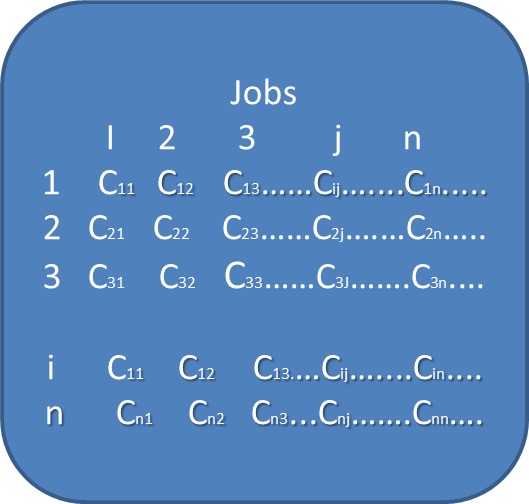 Jobs
I 2 3 j n
1 C11 C12 C13......Cij.......C1n.....
2 C21 C22 C23......C2j.......C2n.....
3 C31 C32 C33......C3J.......C3n....
i C11 C12 C13....Cij.......Cin....
n Cn1 Cn2 Cn3...Cnj.......Cnn....